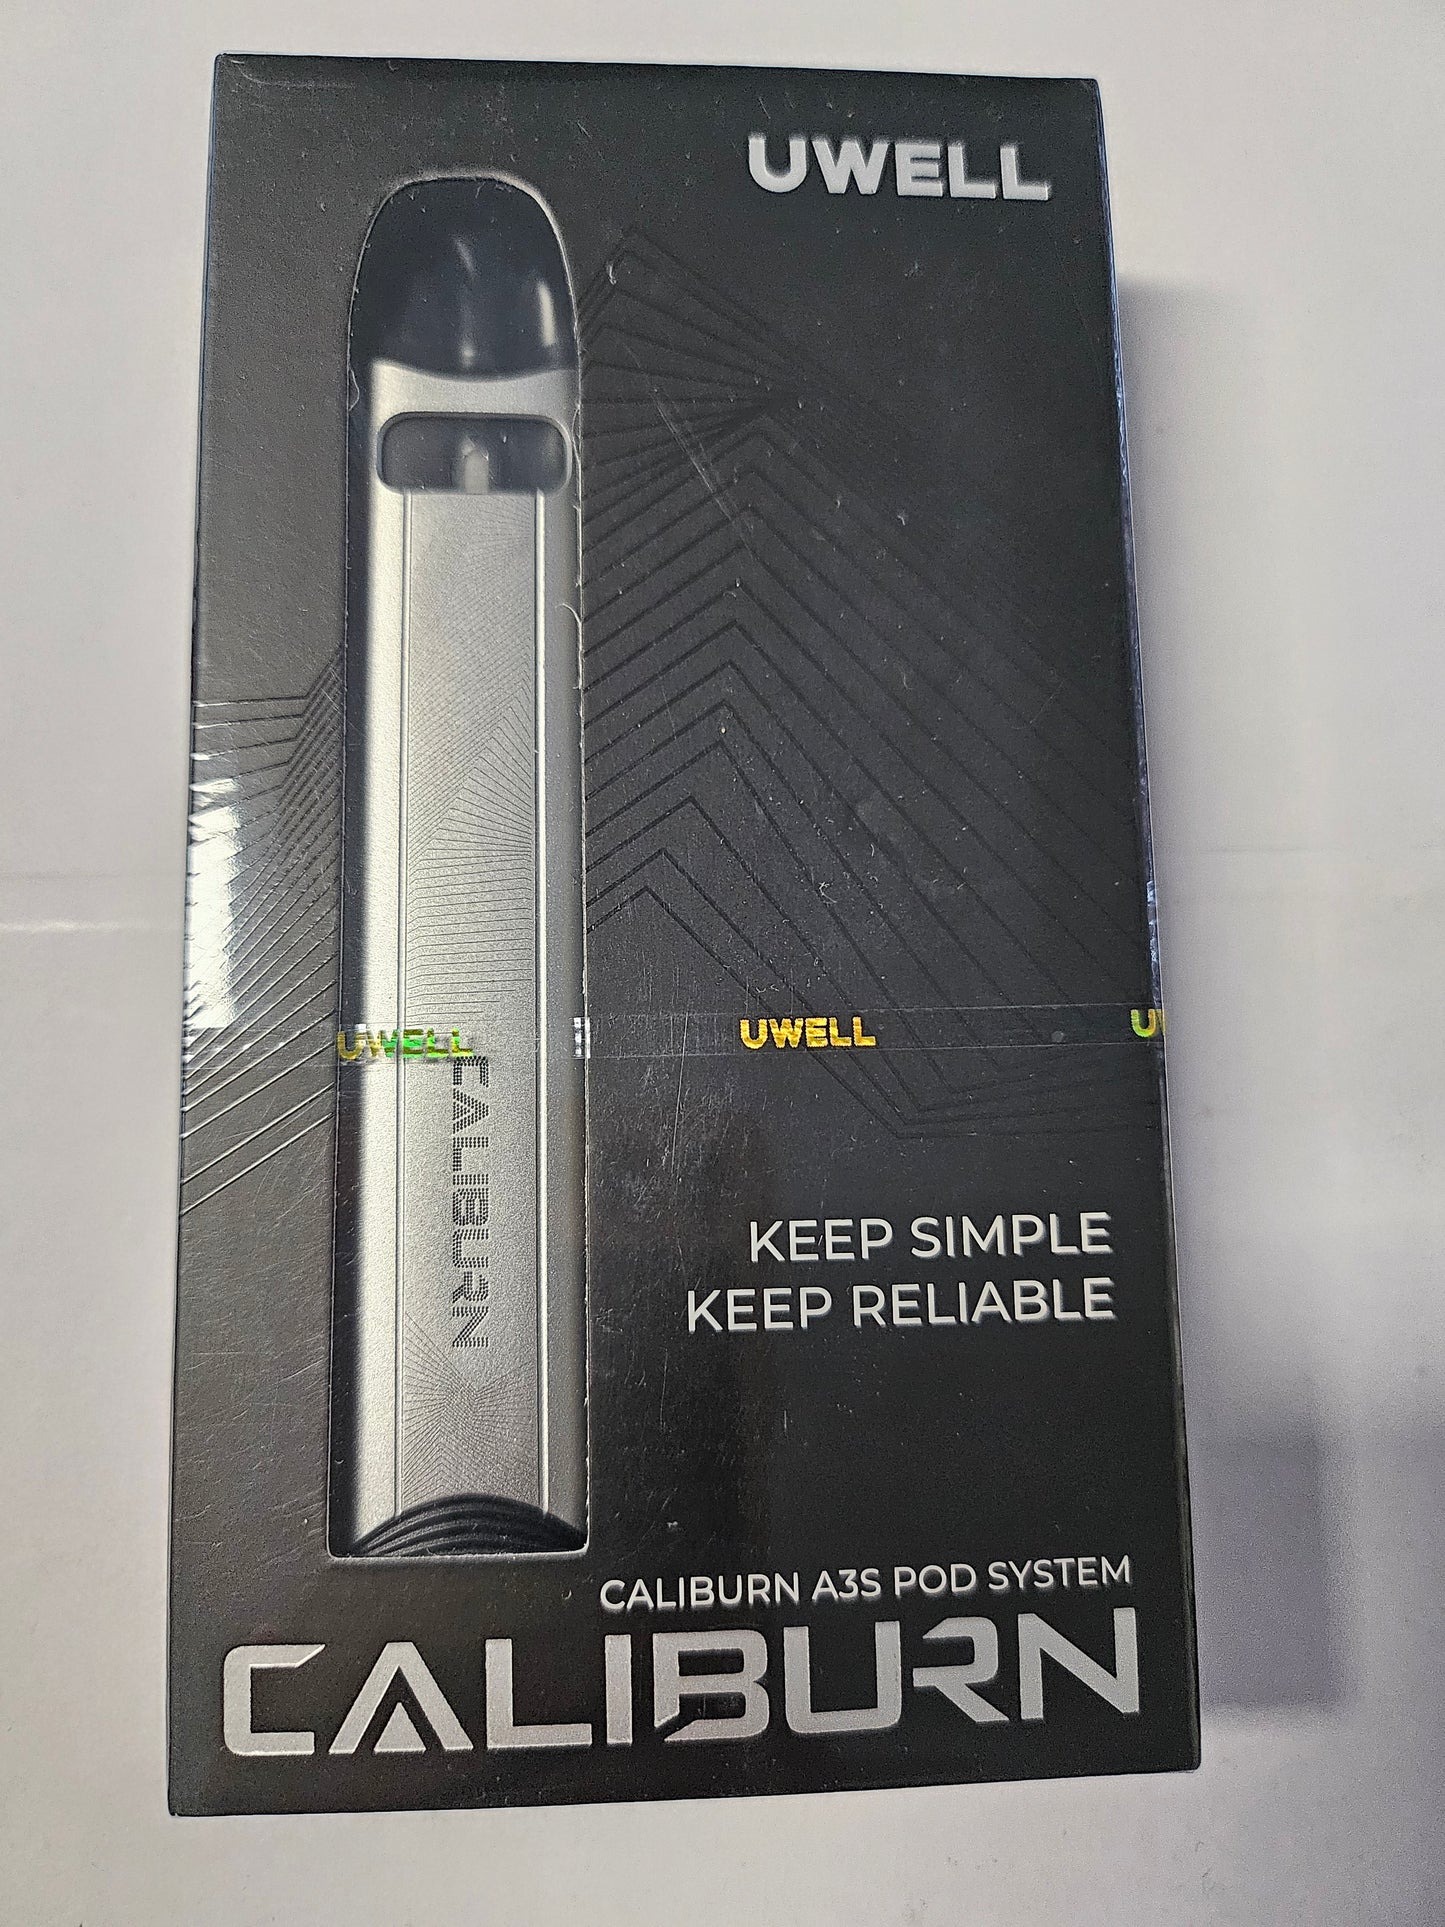 UWELL
UWELL
UWELL
U
CALIBURN
KEEP SIMPLE
KEEP RELIABLE
CALIBURN A3S POD SYSTEM
CALIBURN